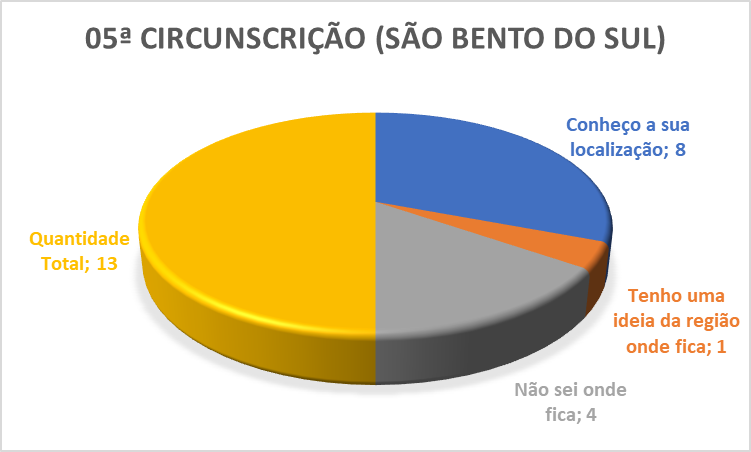 05ª CIRCUNSCRIÇÃO (SÃO BENTO DO SUL)
Conheço a sua
localização; 8
Quantidade
Total; 13
Tenho uma
ideia da região
onde fica; 1
Não sei onde
fica; 4